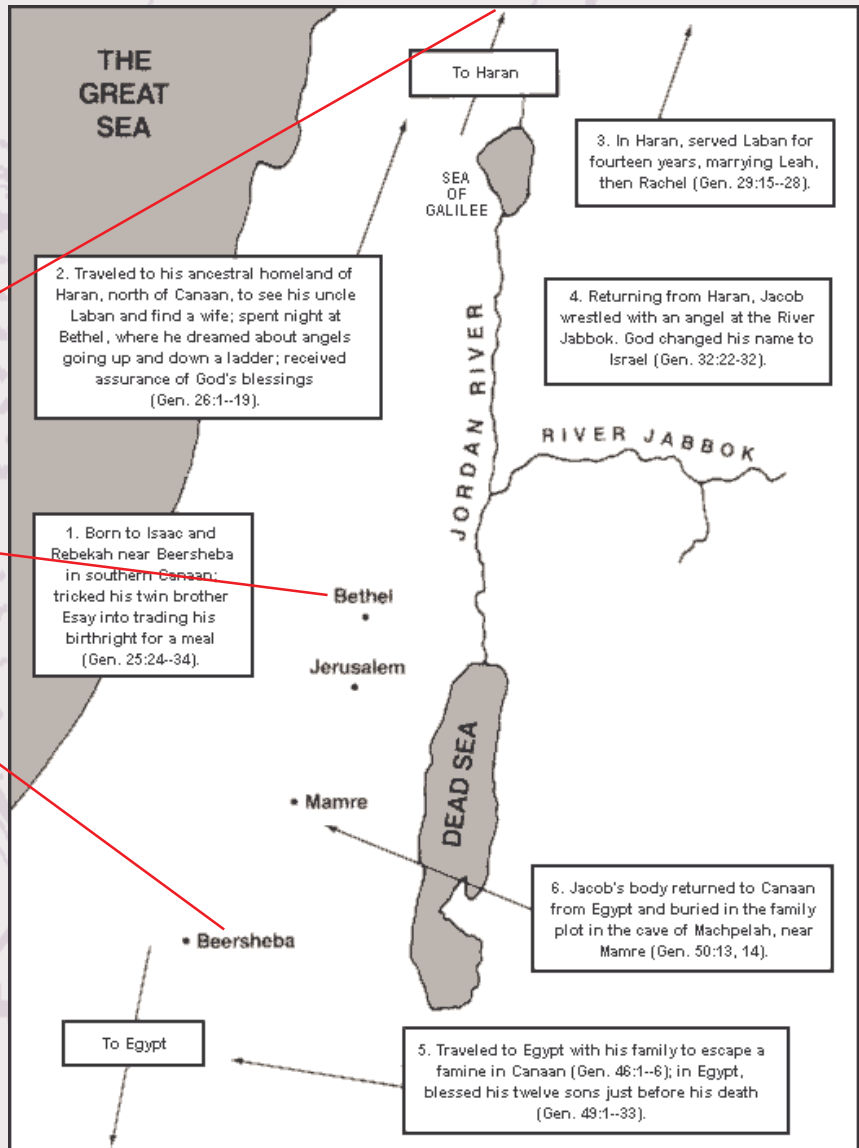 THE
GREAT
SEA
To Haran
3. In Haran, served Laban for
fourteen years, marrying Leah,
then Rachel (Gen. 29:15--28).
SEA
OF
GALILEE
2. Traveled to his ancestral homeland of
Haran, north of Canaan, to see his uncle
Laban and find a wife; spent night at
Bethel, where he dreamed about angels
going up and down a ladder; received
assurance of God's blessings
(Gen. 26:1--19).
4. Returning from Haran, Jacob
wrestled with an angel at the River
Jabbok. God changed his name to
Israel (Gen. 32:22-32).
JORDAN RIVER
RIVER JABBOK
1. Born to Isaac and
Rebekah near Beersheba
in southern Canaan;
tricked his twin brother
Esay into trading his
birthright for a meal
(Gen. 25:24--34).
Bethel
Jerusalem
DEAD SEA
Mamre
6. Jacob's body returned to Canaan
from Egypt and buried in the family
plot in the cave of Machpelah, near
Mamre (Gen. 50:13, 14).
Beersheba
To Egypt
5. Traveled to Egypt with his family to escape a
famine in Canaan (Gen. 46:1--6); in Egypt,
blessed his twelve sons just before his death
(Gen. 49:1--33).